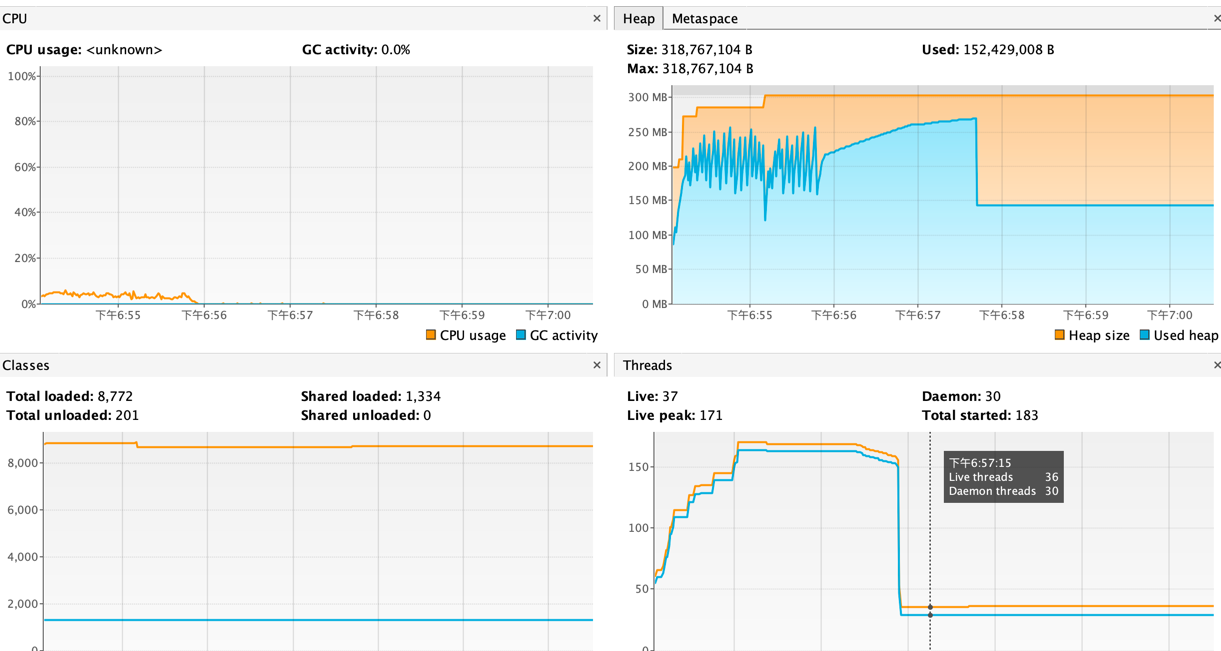 CPU ×
CPU usage: <unknown> GC activity: 0.0%
100%
80%
60%
40%
20%
0%
下午6:55 下午6:56 下午6:57 下午6:58 下午6:59 下午7:00
CPU usage GC activity
Heap Metaspace ×
Size: 318,767,104 B Used: 152,429,008 B
Max: 318,767,104 B
300 MB
250 MB
200 MB
150 MB
100 MB
50 MB
0 MB
下午6:55 下午6:56 下午6:57 下午6:58 下午6:59 下午7:00
Heap size Used heap
Classes ×
Total loaded: 8,772 Shared loaded: 1,334
Total unloaded: 201 Shared unloaded: 0
8,000
6,000
4,000
2,000
0
Threads ×
Live: 37 Daemon: 30
Live peak: 171 Total started: 183
150
100
50
0
下午6:57:15
Live threads 36
Daemon threads 30